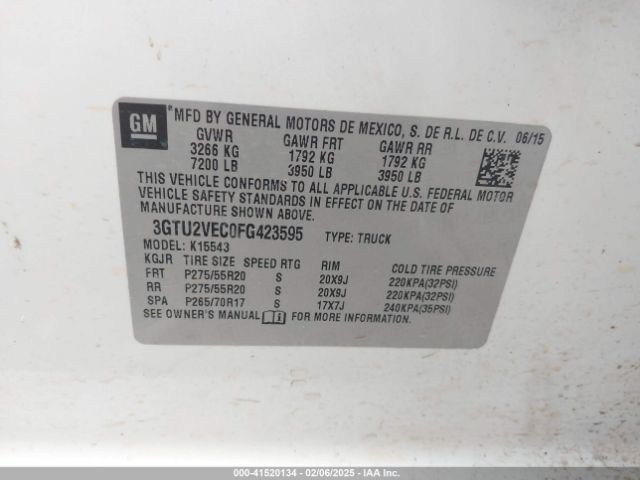 GM
*MFD BY GENERAL MOTORS DE MEXICO, S. DE R.L. DE C.V. 06/15
GVWR GAWR FRT GAWR RR
3266 KG 1792 KG 1792 KG
7200 LB 3950 LB 3950 LB
THIS VEHICLE CONFORMS TO ALL APPLICABLE U.S. FEDERAL MOTOR
VEHICLE SAFETY STANDARDS IN EFFECT ON THE DATE OF
MANUFACTURE SHOWN ABOVE.
3GTU2VEC0FG423595 TYPE: TRUCK
MODEL: K15543
KGJR TIRE SIZE SPEED RTG RIM COLD TIRE PRESSURE
FRT P275/55R20 S 20X9J 220KPA(32PSI)
RR P275/55R20 S 20X9J 220KPA(32PSI)
SPA P265/70R17 S 17X7J 240KPA(35PSI)
SEE OWNER'S MANUAL FOR MORE INFORMATION.
000-41520134 - 02/06/2025 - IAA Inc.